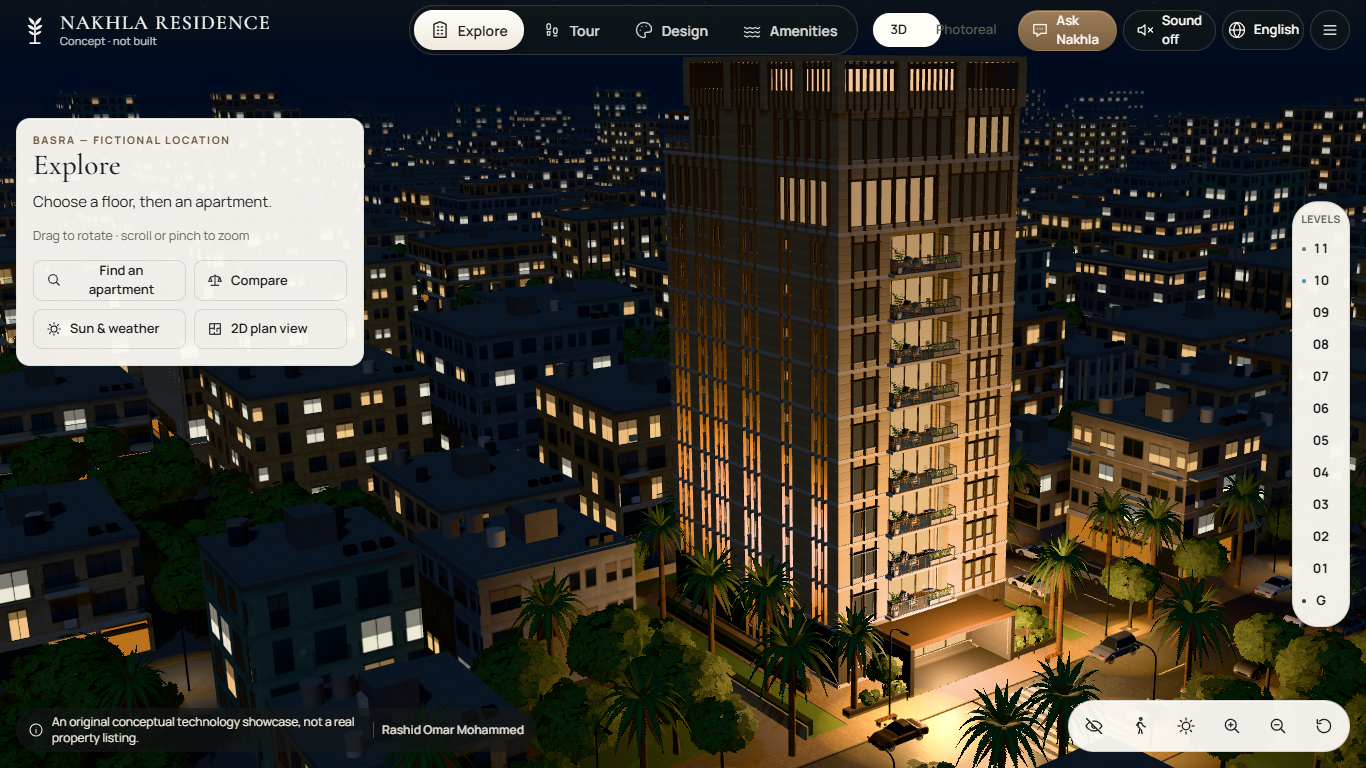 NAKHLA RESIDENCE
Concept · not built
Explore
Tour
Design
Amenities
3D
Photoreal
Ask
Nakhla
Sound
off
English
BASRA — FICTIONAL LOCATION
Explore
Choose a floor, then an apartment.
Drag to rotate · scroll or pinch to zoom
Find an
apartment
Compare
Sun & weather
2D plan view
LEVELS
11
10
09
08
07
06
05
04
03
02
01
G
An original conceptual technology showcase, not a real
property listing.
Rashid Omar Mohammed